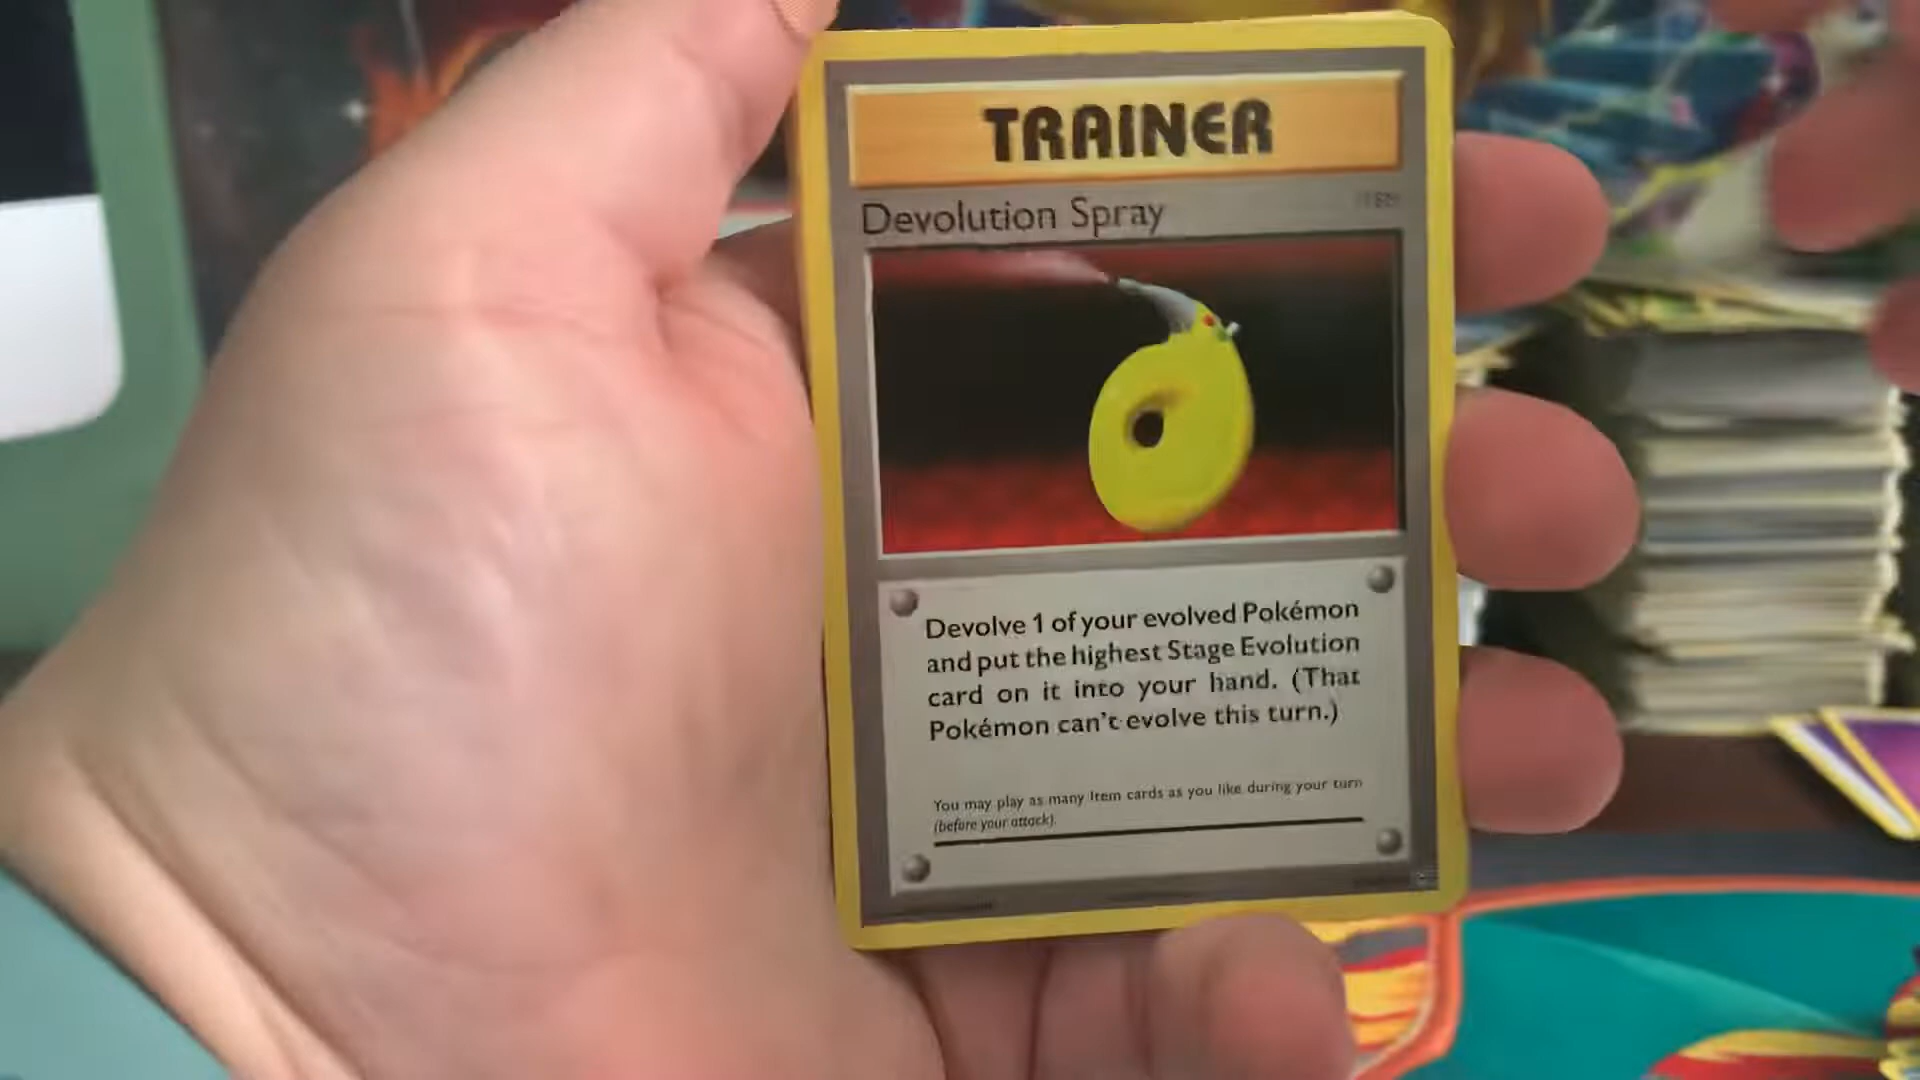 TRAINER
Devolution Spray
Devolve 1 of your evolved Pokémon
and put the highest Stage Evolution
card on it into your hand. (That
Pokémon can't evolve this turn.)
You may play as many Item cards as you like during your turn
(before your attack).